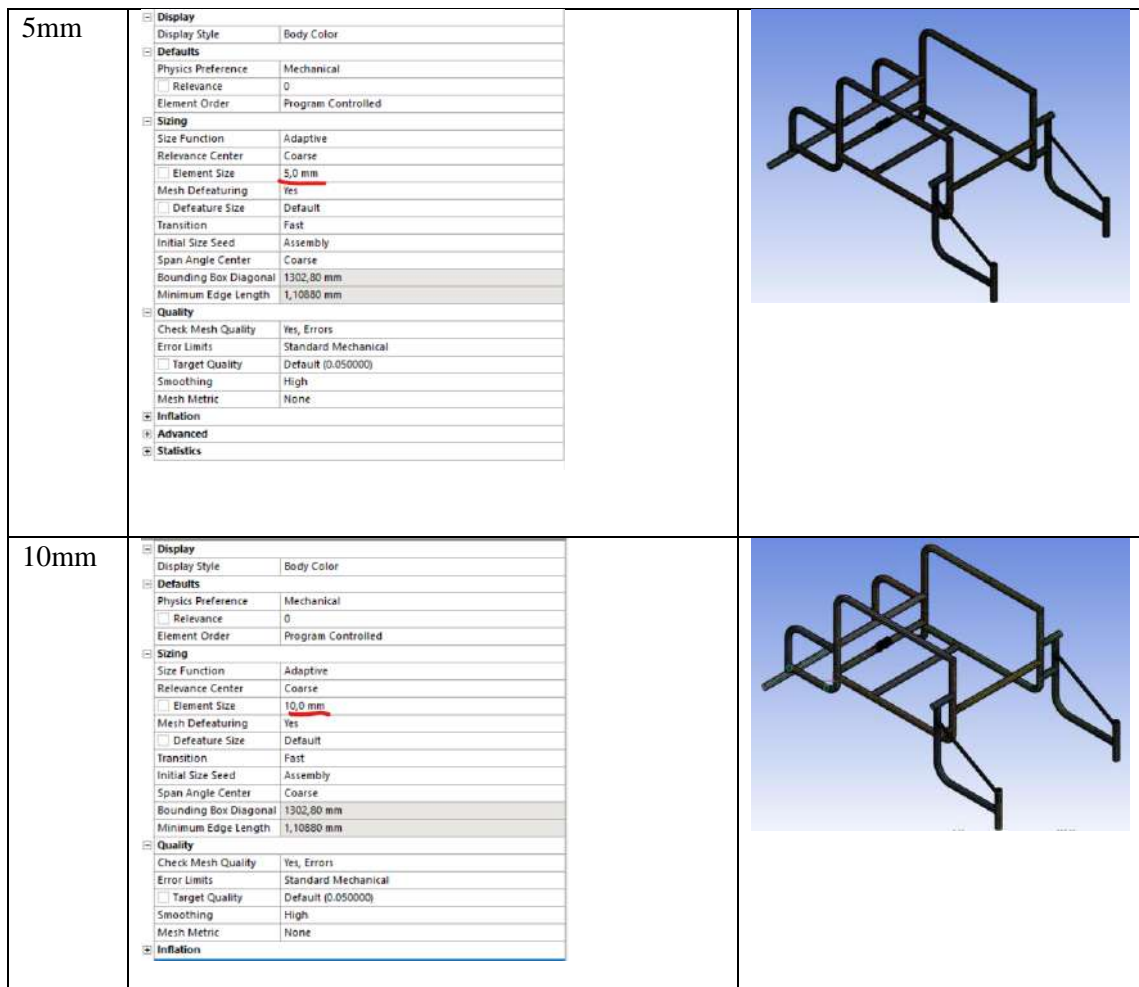 5mm
Display
Display Style Body Color
Defaults
Physics Preference Mechanical
Relevance 0
Element Order Program Controlled
Sizing
Size Function Adaptive
Relevance Center Coarse
Element Size 5,0 mm
Mesh Defeaturing Yes
Defeature Size Default
Transition Fast
Initial Size Seed Assembly
Span Angle Center Coarse
Bounding Box Diagonal 1302,80 mm
Minimum Edge Length 1,10880 mm
Quality
Check Mesh Quality Yes, Errors
Error Limits Standard Mechanical
Target Quality Default (0.050000)
Smoothing High
Mesh Metric None
Inflation
Advanced
Statistics
10mm
Display
Display Style Body Color
Defaults
Physics Preference Mechanical
Relevance 0
Element Order Program Controlled
Sizing
Size Function Adaptive
Relevance Center Coarse
Element Size 10,0 mm
Mesh Defeaturing Yes
Defeature Size Default
Transition Fast
Initial Size Seed Assembly
Span Angle Center Coarse
Bounding Box Diagonal 1302,80 mm
Minimum Edge Length 1,10880 mm
Quality
Check Mesh Quality Yes, Errors
Error Limits Standard Mechanical
Target Quality Default (0.050000)
Smoothing High
Mesh Metric None
Inflation